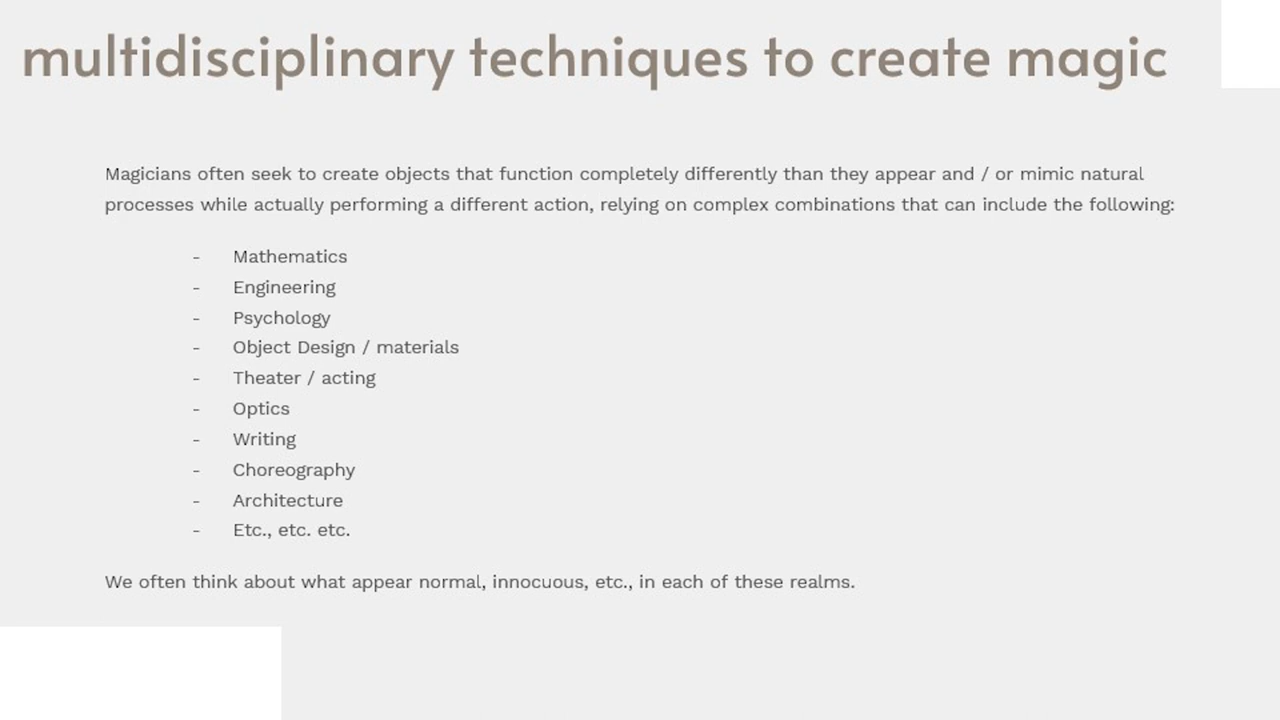 multidisciplinary techniques to create magic
Magicians often seek to create objects that function completely differently than they appear and / or mimic natural
processes while actually performing a different action, relying on complex combinations that can include the following:
- Mathematics
- Engineering
- Psychology
- Object Design / materials
- Theater / acting
- Optics
- Writing
- Choreography
- Architecture
- Etc., etc. etc.
We often think about what appear normal, innocuous, etc., in each of these realms.